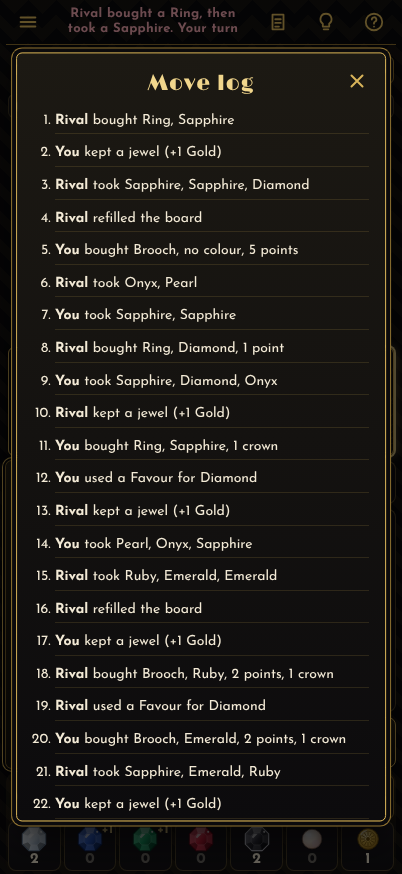 Rival bought a Ring, then
took a Sapphire. Your turn
Move log
1. Rival bought Ring, Sapphire
2. You kept a jewel (+1 Gold)
3. Rival took Sapphire, Sapphire, Diamond
4. Rival refilled the board
5. You bought Brooch, no colour, 5 points
6. Rival took Onyx, Pearl
7. You took Sapphire, Sapphire
8. Rival bought Ring, Diamond, 1 point
9. You took Sapphire, Diamond, Onyx
10. Rival kept a jewel (+1 Gold)
11. You bought Ring, Sapphire, 1 crown
12. You used a Favour for Diamond
13. Rival kept a jewel (+1 Gold)
14. You took Pearl, Onyx, Sapphire
15. Rival took Ruby, Emerald, Emerald
16. Rival refilled the board
17. You kept a jewel (+1 Gold)
18. Rival bought Brooch, Ruby, 2 points, 1 crown
19. Rival used a Favour for Diamond
20. You bought Brooch, Emerald, 2 points, 1 crown
21. Rival took Sapphire, Emerald, Ruby
22. You kept a jewel (+1 Gold)
+1 +1
2 0 0 0 2 0 1